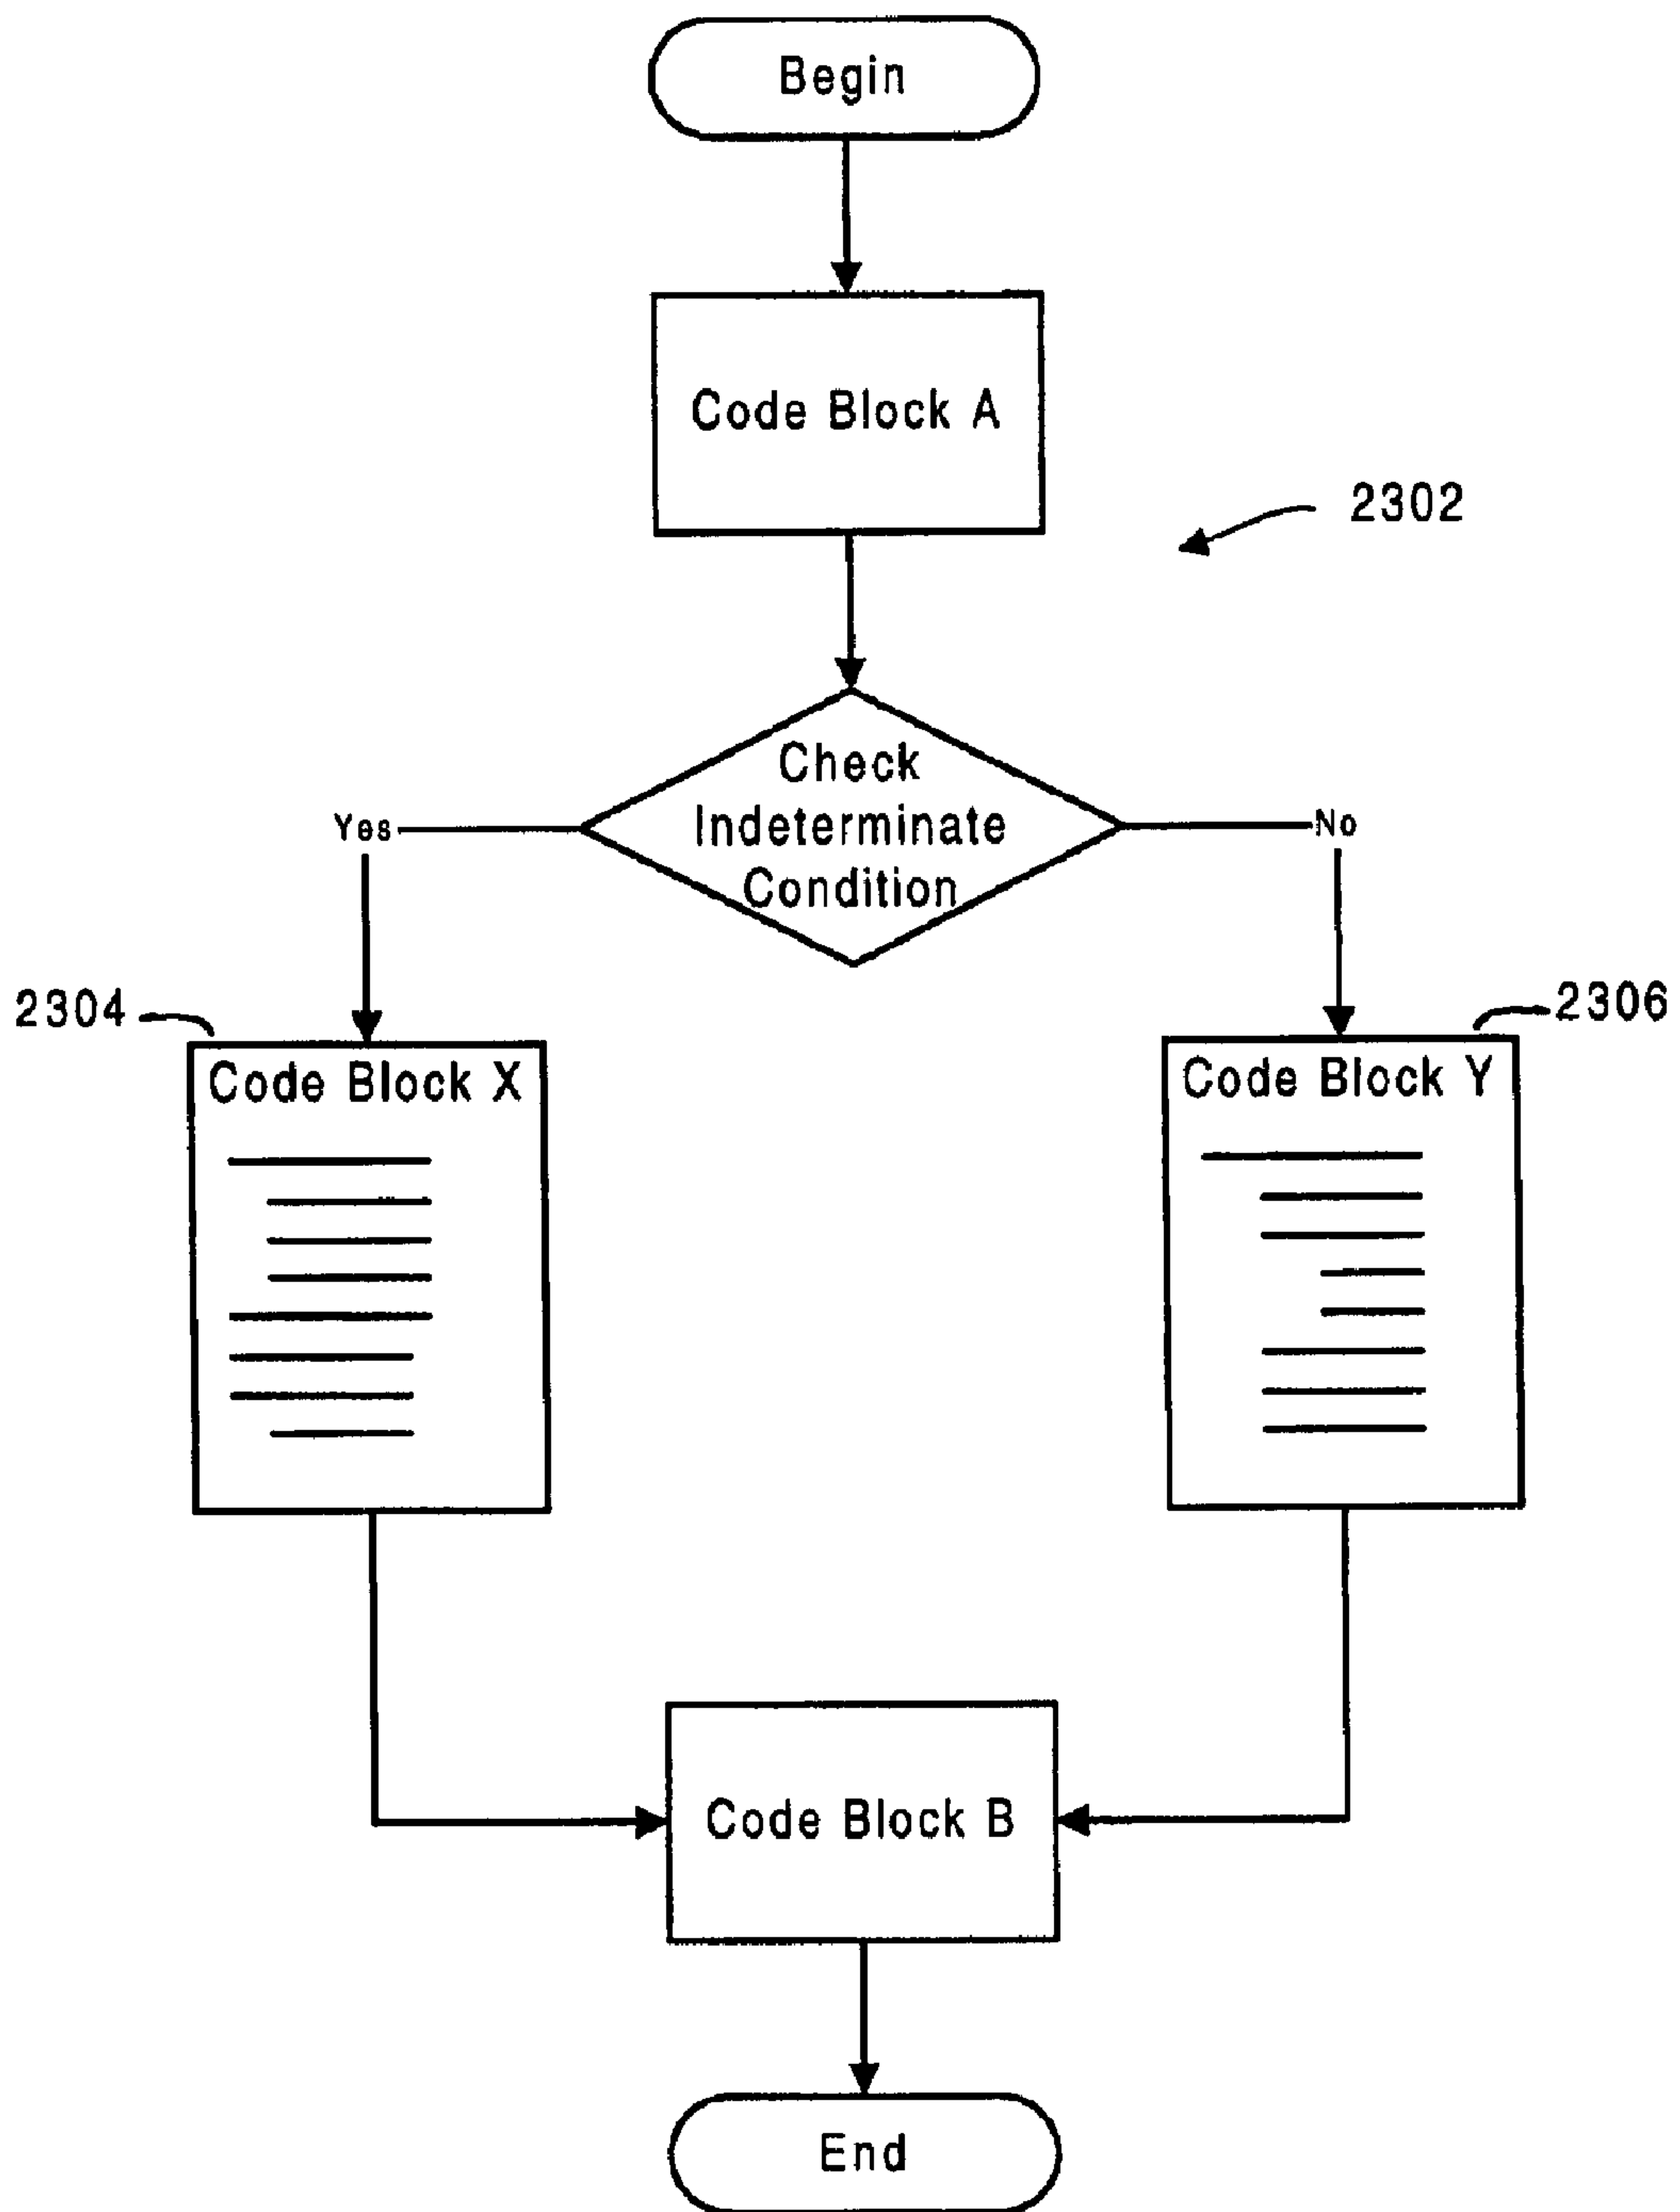 Begin
Code Block A
2302
Check
Indeterminate
Condition
Yes
No
2304
2306
Code Block X
Code Block Y
Code Block B
End